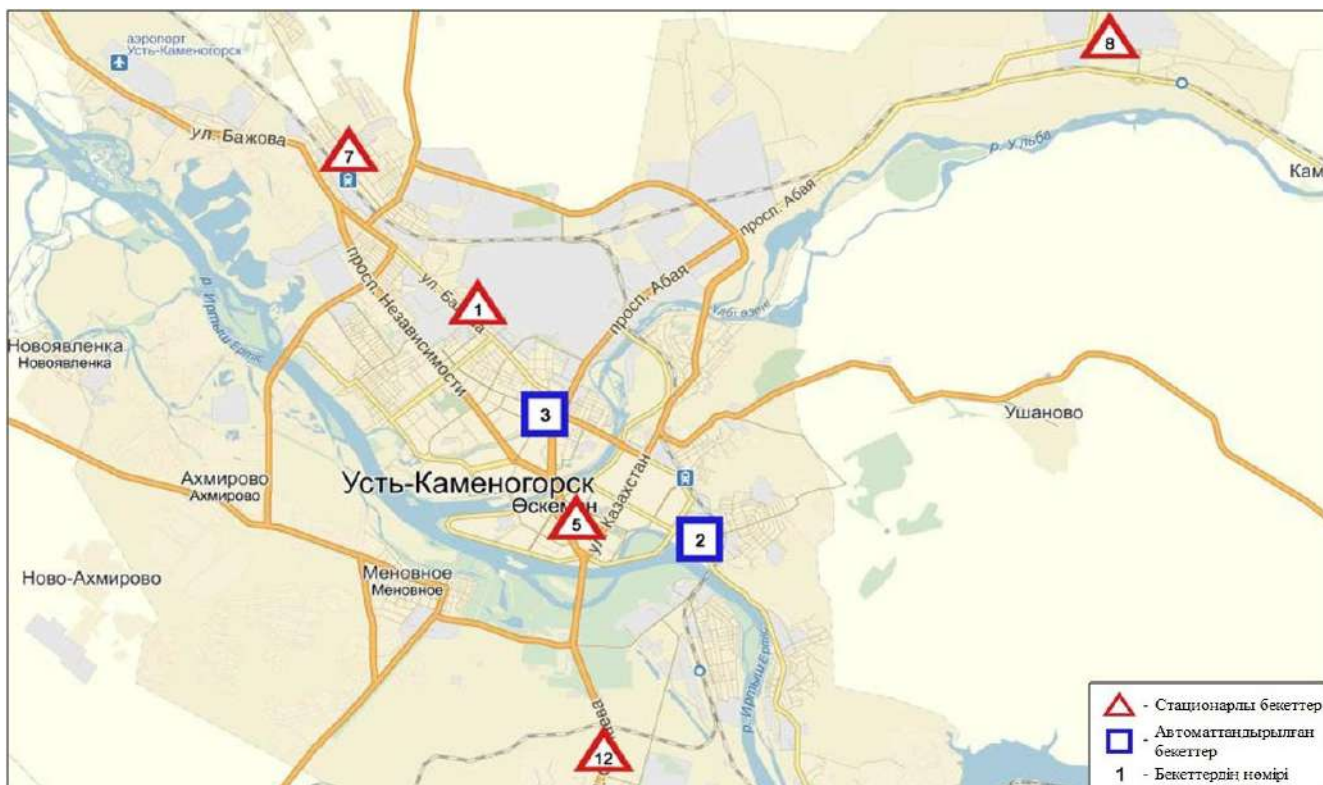 аэропорт
Усть-Каменогорск
8
ул. Бажова
7
р. Ульба
Кам
просп. Абая
просп. Независимости
ул. Ба
1
просп. Абая
р. Иртыш Ертіс
Новоявленка
Новоявленка
3
Ушаново
Ахмирово
Ахмирово
Усть-Каменогорск
Өскемен
5
ул. Казахстан
2
Меновное
Меновное
Ново-Ахмирово
р. Иртыш Ертіс
12
- Стационарлы бекеттер
- Автоматтандырылған
бекеттер
1 - Бекеттердің нөмірі